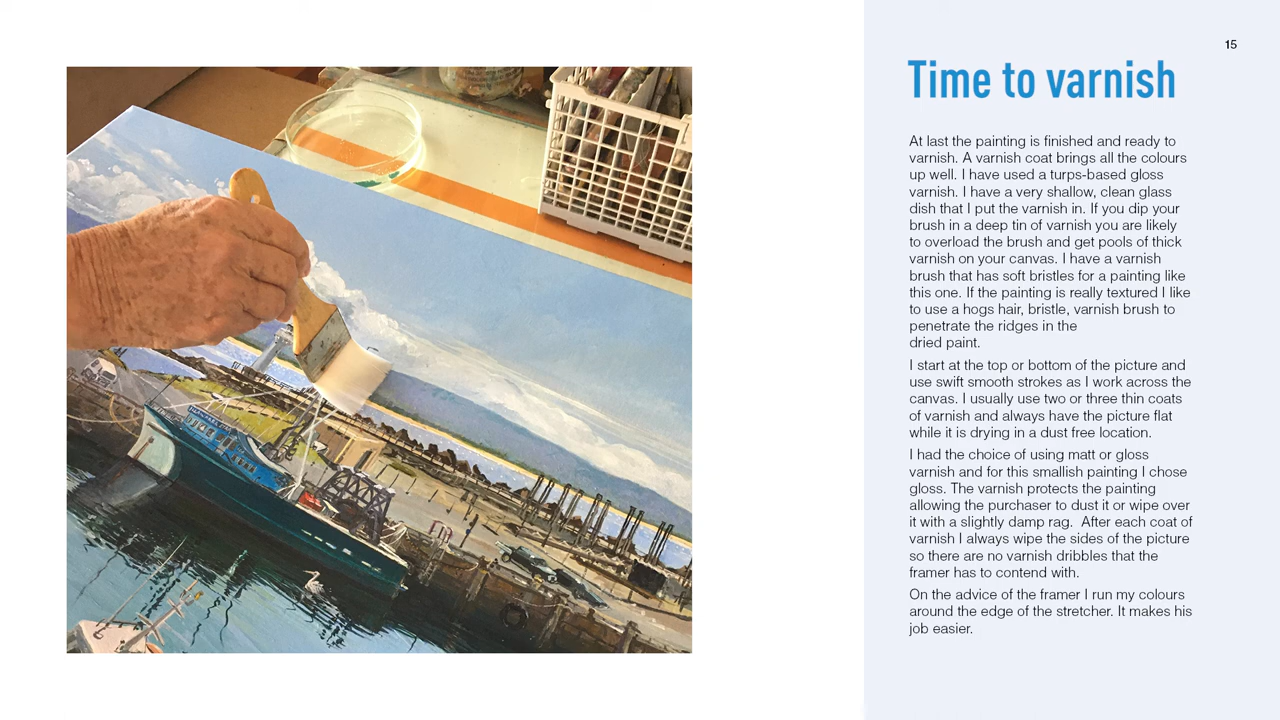 15
Time to varnish
At last the painting is finished and ready to
varnish. A varnish coat brings all the colours
up well. I have used a turps-based gloss
varnish. I have a very shallow, clean glass
dish that I put the varnish in. If you dip your
brush in a deep tin of varnish you are likely
to overload the brush and get pools of thick
varnish on your canvas. I have a varnish
brush that has soft bristles for a painting like
this one. If the painting is really textured I like
to use a hogs hair, bristle, varnish brush to
penetrate the ridges in the
dried paint.
I start at the top or bottom of the picture and
use swift smooth strokes as I work across the
canvas. I usually use two or three thin coats
of varnish and always have the picture flat
while it is drying in a dust free location.
I had the choice of using matt or gloss
varnish and for this smallish painting I chose
gloss. The varnish protects the painting
allowing the purchaser to dust it or wipe over
it with a slightly damp rag.  After each coat of
varnish I always wipe the sides of the picture
so there are no varnish dribbles that the
framer has to contend with.
On the advice of the framer I run my colours
around the edge of the stretcher. It makes his
job easier.